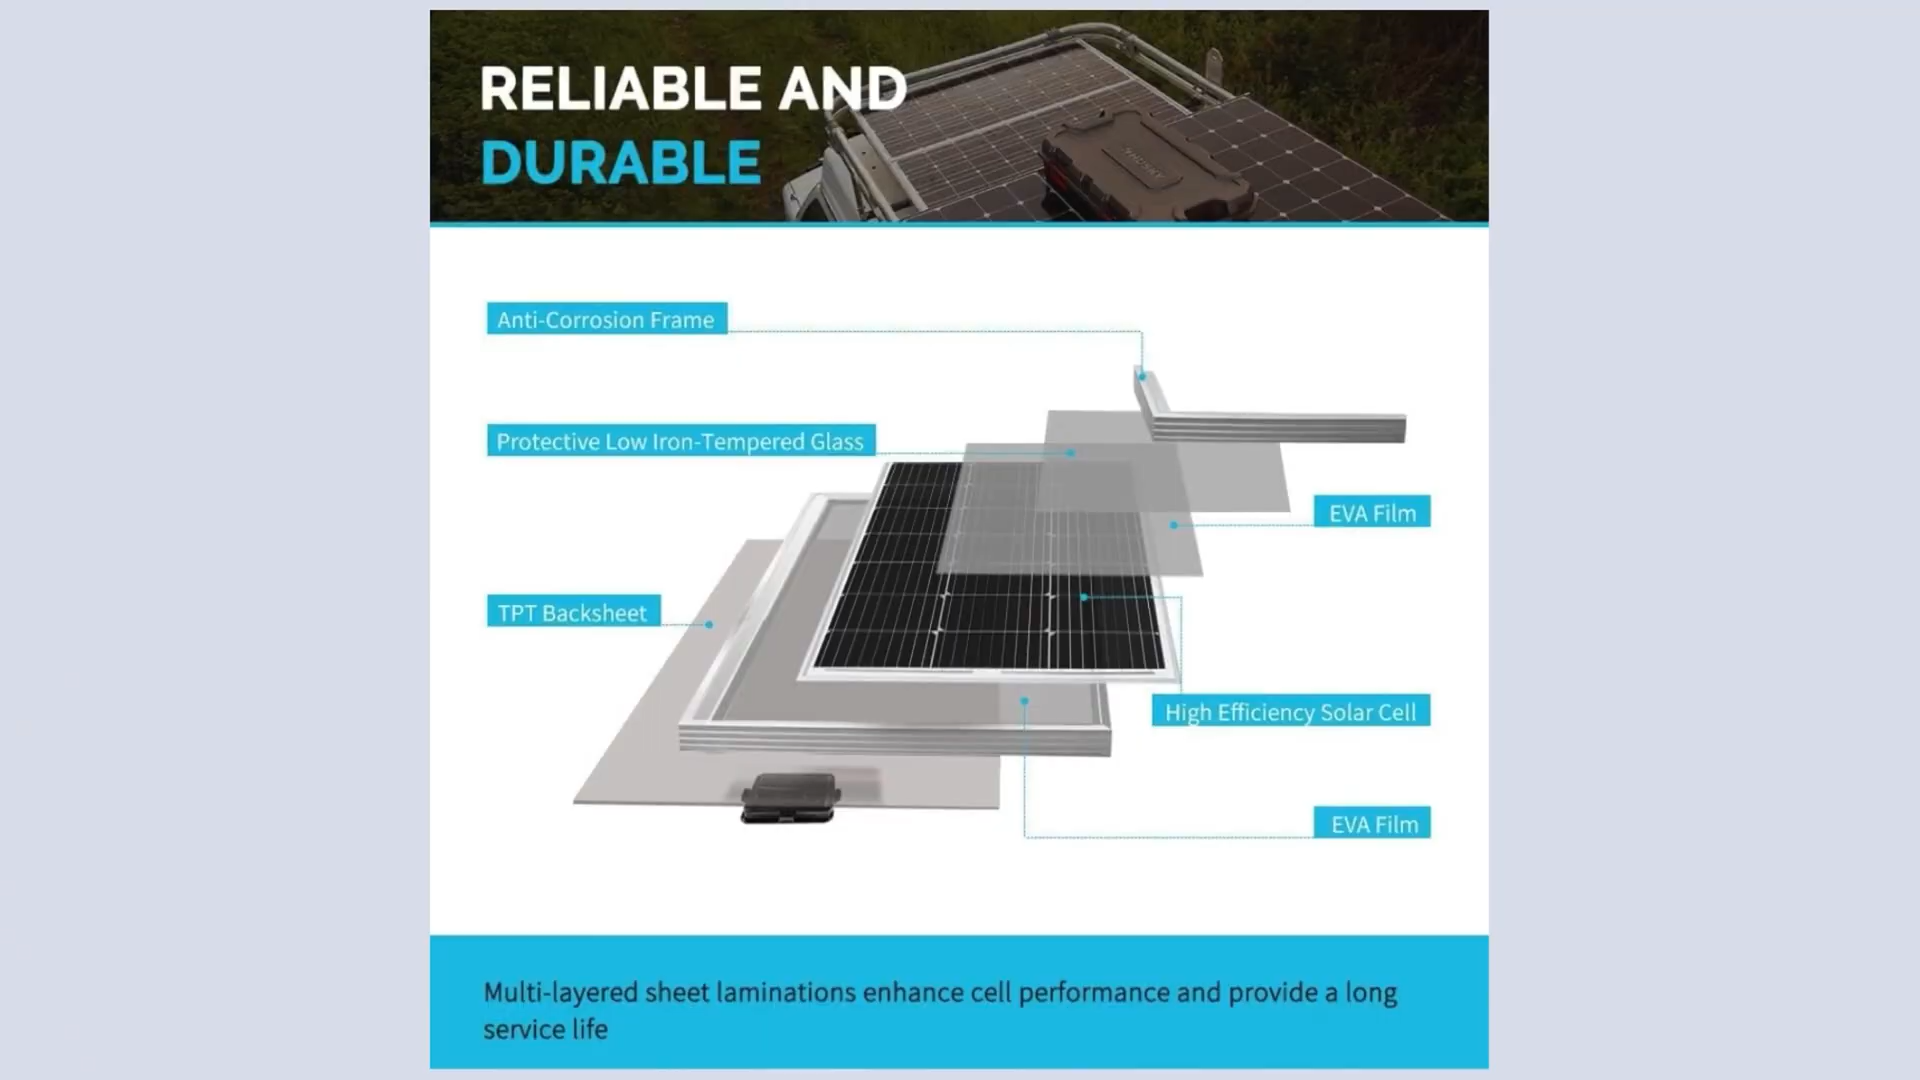 RELIABLE AND
DURABLE
HUSKY
Anti-Corrosion Frame
Protective Low Iron-Tempered Glass
EVA Film
TPT Backsheet
High Efficiency Solar Cell
EVA Film
Multi-layered sheet laminations enhance cell performance and provide a long
service life